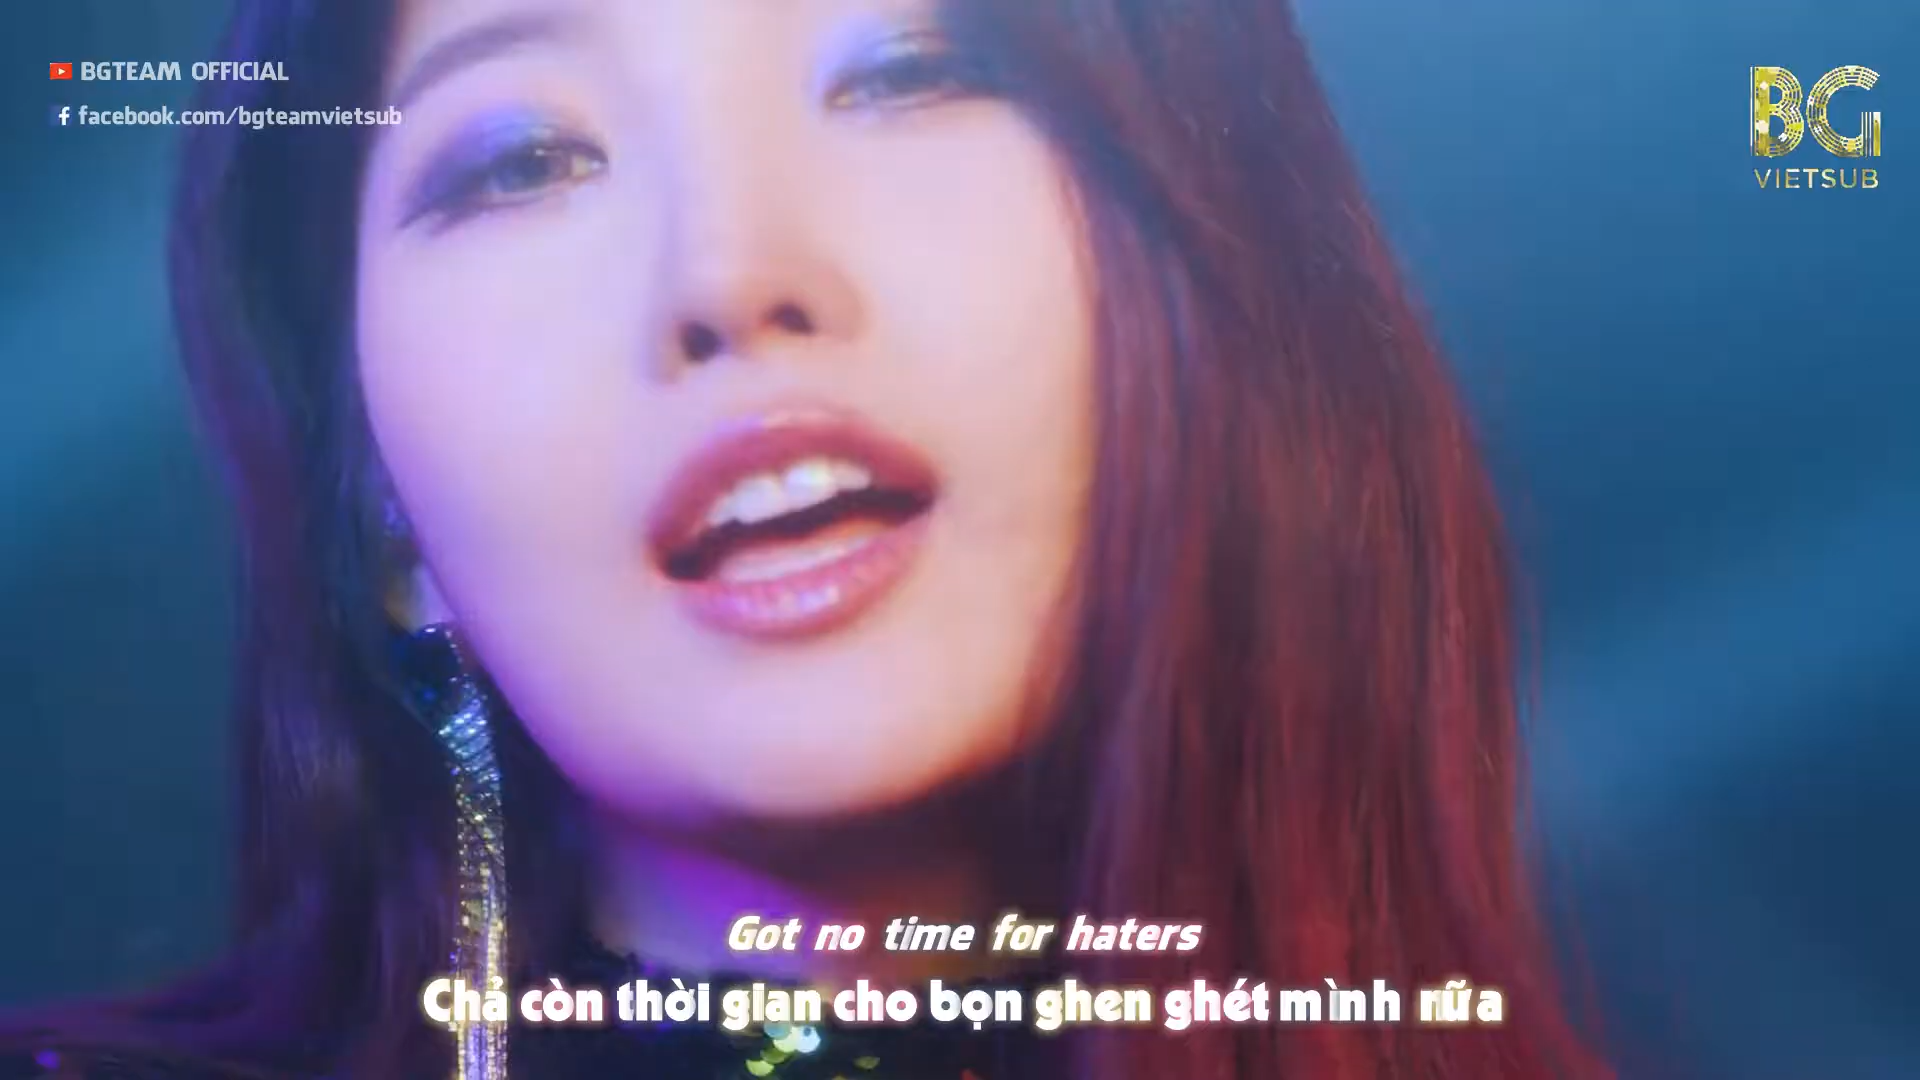 BGTEAM OFFICIAL
facebook.com/bgteamvietsub
BG
VIETSUB
Got no time for haters
Chả còn thời gian cho bọn ghen ghét mình nữa